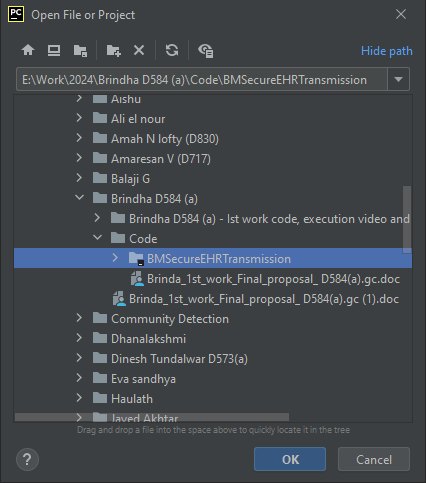 PC
Open File or Project
Hide path
E:\Work\2024\Brindha D584 (a)\Code\BMSecureEHRTransmission
Aishu
Ali el nour
Amah N lofty (D830)
Amaresan V (D717)
Balaji G
Brindha D584 (a)
Brindha D584 (a) - Ist work code, execution video and
Code
BMSecureEHRTransmission
Brinda_1st_work_Final_proposal_ D584(a).gc.doc
Brinda_1st_work_Final_proposal_ D584(a).gc (1).doc
Community Detection
Dhanalakshmi
Dinesh Tundalwar D573(a)
Eva sandhya
Haulath
Javed Akhtar
Drag and drop a file into the space above to quickly locate it in the tree
?
OK
Cancel